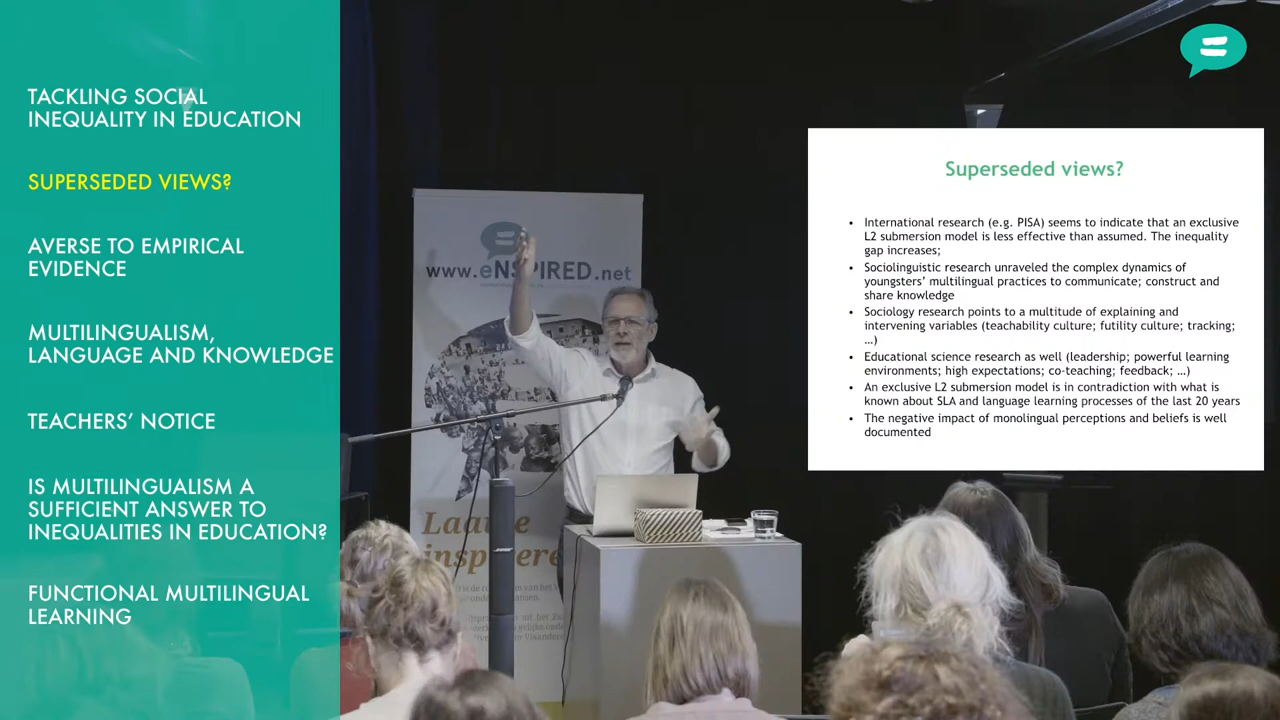 TACKLING SOCIAL
INEQUALITY IN EDUCATION
SUPERSEDED VIEWS?
AVERSE TO EMPIRICAL
EVIDENCE
MULTILINGUALISM,
LANGUAGE AND KNOWLEDGE
TEACHERS' NOTICE
IS MULTILINGUALISM A
SUFFICIENT ANSWER TO
INEQUALITIES IN EDUCATION?
FUNCTIONAL MULTILINGUAL
LEARNING
www.eNSPIRED.net
Superseded views?
• International research (e.g. PISA) seems to indicate that an exclusive
L2 submersion model is less effective than assumed. The inequality
gap increases;
• Sociolinguistic research unraveled the complex dynamics of
youngsters' multilingual practices to communicate; construct and
share knowledge
• Sociology research points to a multitude of explaining and
intervening variables (teachability culture; futility culture; tracking;
…)
• Educational science research as well (leadership; powerful learning
environments; high expectations; co-teaching; feedback; …)
• An exclusive L2 submersion model is in contradiction with what is
known about SLA and language learning processes of the last 20 years
• The negative impact of monolingual perceptions and beliefs is well
documented